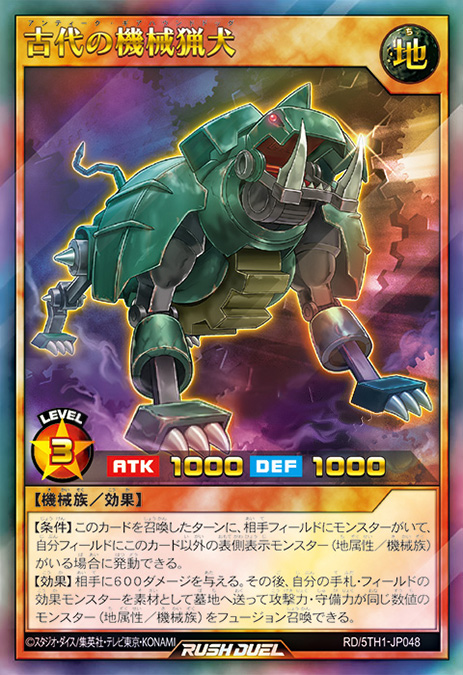 古代の機械猟犬
地
LEVEL
3
ATK 1000 DEF 1000
【機械族／効果】
【条件】このカードを召喚したターンに、相手フィールドにモンスターがいて、
自分フィールドにこのカード以外の表側表示モンスター（地属性／機械族）
がいる場合に発動できる。
【効果】相手に600ダメージを与える。その後、自分の手札・フィールドの
効果モンスターを素材として墓地へ送って攻撃力・守備力が同じ数値の
モンスター（地属性／機械族）をフュージョン召喚できる。
©スタジオ・ダイス/集英社・テレビ東京・KONAMI
RUSH DUEL
RD/5TH1-JP048